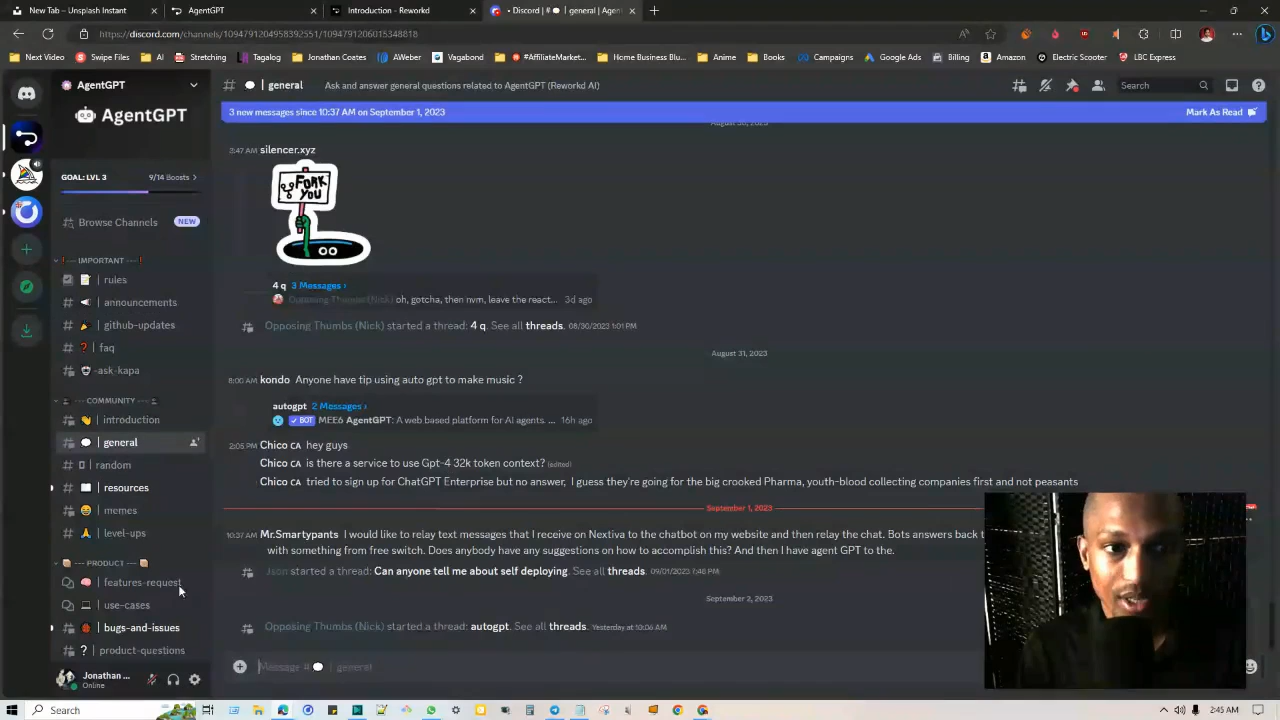 New Tab – Unsplash Instant
AgentGPT
Introduction - Reworkd
• Discord | # general | Agen
https://discord.com/channels/1094791204958392551/1094791206015348818
Next Video
Swipe Files
AI
Stretching
Tagalog
Jonathan Coates
AWeber
Vagabond
#AffiliateMarket...
Home Business Blu...
Anime
Books
Campaigns
Google Ads
Billing
Amazon
Electric Scooter
LBC Express
AgentGPT
# | general Ask and answer general questions related to AgentGPT (Reworkd AI)
Search
3 new messages since 10:37 AM on September 1, 2023
Mark As Read
AgentGPT
GOAL: LVL 3
9/14 Boosts ›
Browse Channels
NEW
IMPORTANT
| rules
| announcements
| github-updates
| faq
-ask-kapa
COMMUNITY
| introduction
| general
| random
| resources
| memes
| level-ups
PRODUCT
| features-request
| use-cases
| bugs-and-issues
| product-questions
Jonathan ...
Online
3:47 AM silencer.xyz
FORK
YOU
4 q 3 Messages ›
Opposing Thumbs (Nick) oh, gotcha, then nvm, leave the react... 3d ago
Opposing Thumbs (Nick) started a thread: 4 q. See all threads. 08/30/2023 1:01 PM
August 31, 2023
8:00 AM kondo Anyone have tip using auto gpt to make music ?
autogpt 2 Messages ›
✓ BOT MEE6 AgentGPT: A web based platform for AI agents. ... 16h ago
2:05 PM Chico CA hey guys
Chico CA is there a service to use Gpt-4 32k token context? (edited)
Chico CA tried to sign up for ChatGPT Enterprise but no answer, I guess they're going for the big crooked Pharma, youth-blood collecting companies first and not peasants
September 1, 2023
10:37 AM Mr.Smartypants I would like to relay text messages that I receive on Nextiva to the chatbot on my website and then relay the chat. Bots answers back t
with something from free switch. Does anybody have any suggestions on how to accomplish this? And then I have agent GPT to the.
Json started a thread: Can anyone tell me about self deploying. See all threads. 09/01/2023 7:48 PM
September 2, 2023
Opposing Thumbs (Nick) started a thread: autogpt. See all threads. Yesterday at 10:06 AM
Message # | general
Search
2:45 AM